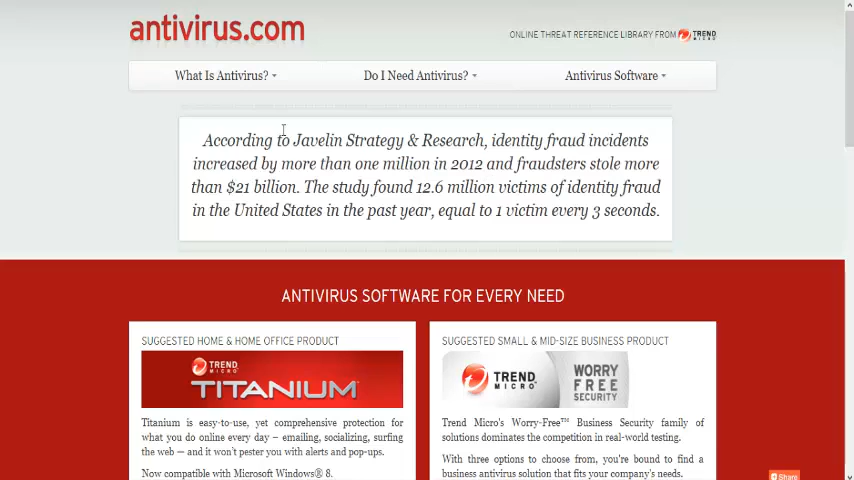 antivirus.com
ONLINE THREAT REFERENCE LIBRARY FROM TREND MICRO
What Is Antivirus?
Do I Need Antivirus?
Antivirus Software
According to Javelin Strategy & Research, identity fraud incidents
increased by more than one million in 2012 and fraudsters stole more
than $21 billion. The study found 12.6 million victims of identity fraud
in the United States in the past year, equal to 1 victim every 3 seconds.
ANTIVIRUS SOFTWARE FOR EVERY NEED
SUGGESTED HOME & HOME OFFICE PRODUCT
TREND
MICRO
TITANIUM
Titanium is easy-to-use, yet comprehensive protection for
what you do online every day – emailing, socializing, surfing
the web — and it won't pester you with alerts and pop-ups.
Now compatible with Microsoft Windows® 8.
SUGGESTED SMALL & MID-SIZE BUSINESS PRODUCT
TREND
MICRO
WORRY
FREE
SECURITY
Trend Micro's Worry-Free™ Business Security family of
solutions dominates the competition in real-world testing.
With three options to choose from, you're bound to find a
business antivirus solution that fits your company's needs.
Share